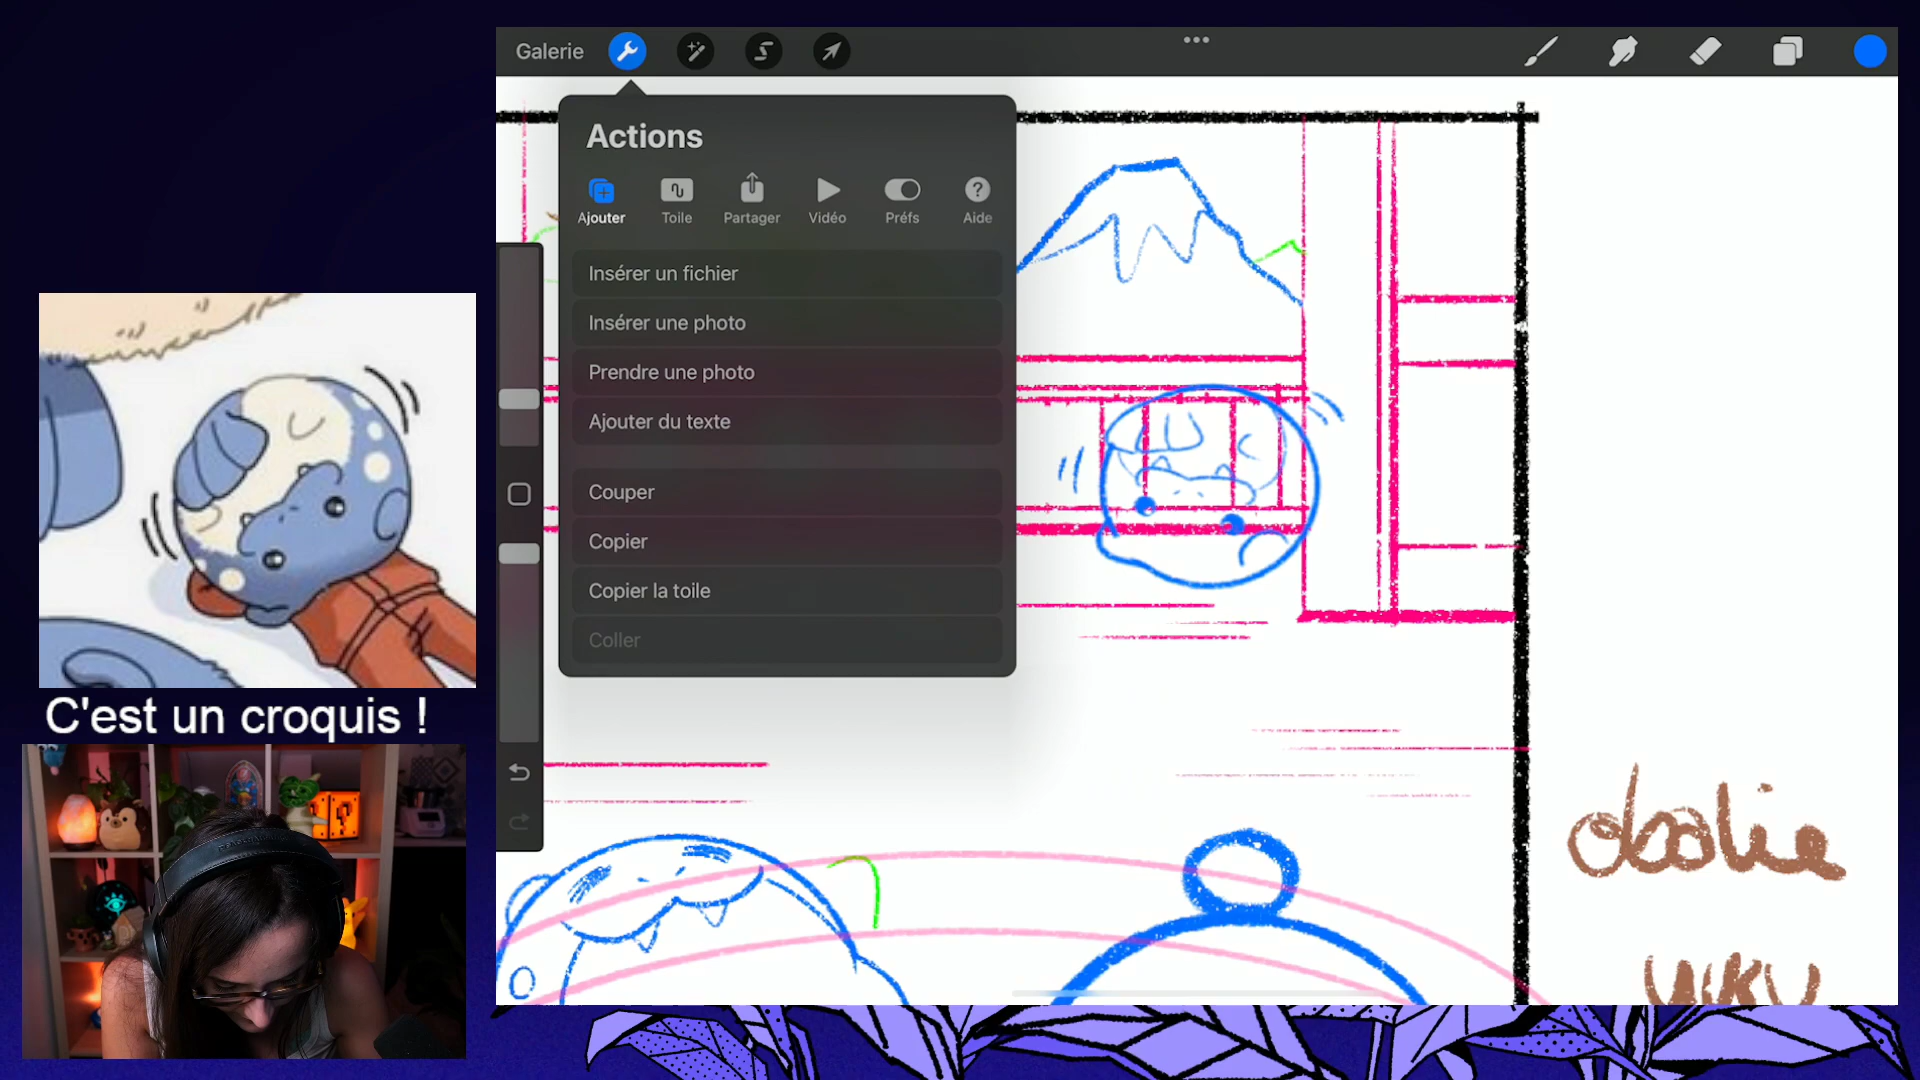 Galerie
Actions
Ajouter
Toile
Partager
Vidéo
Préfs
Aide
Insérer un fichier
Insérer une photo
Prendre une photo
Ajouter du texte
Couper
Copier
Copier la toile
Coller
C'est un croquis !